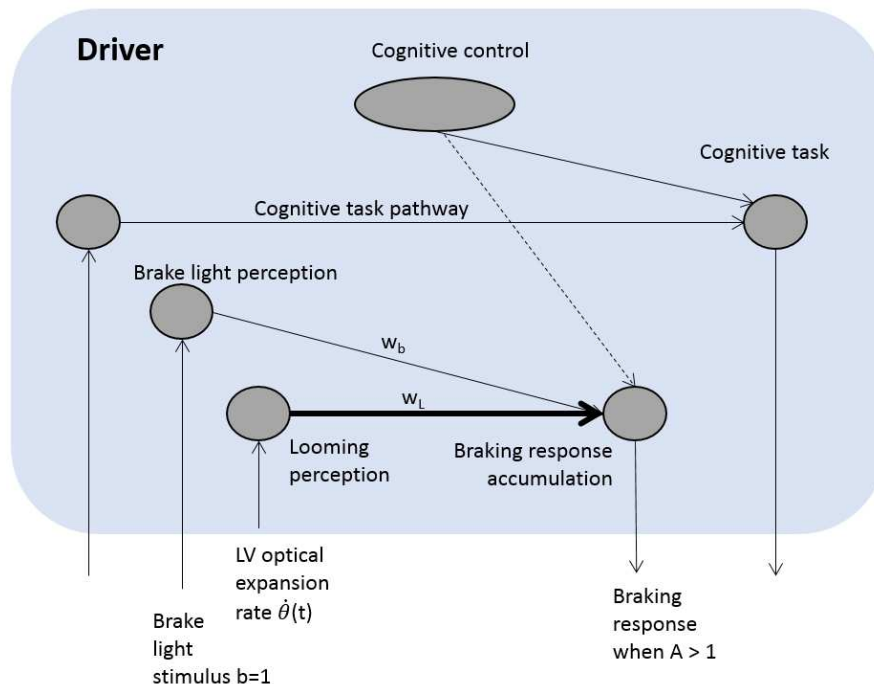 Driver
Cognitive control
Cognitive task
Cognitive task pathway
Brake light perception
w_b
w_L
Looming
perception
Braking response
accumulation
LV optical
expansion
rate θ̇(t)
Brake
light
stimulus b=1
Braking
response
when A > 1